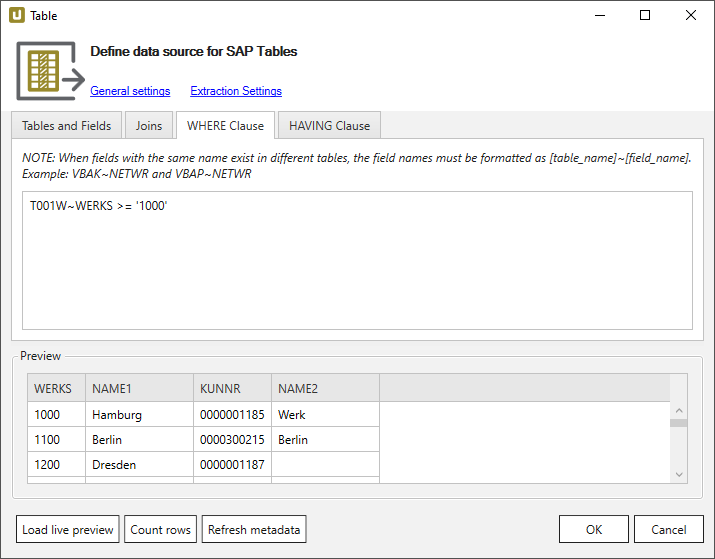 Table
Define data source for SAP Tables
General settings Extraction Settings
Tables and Fields Joins WHERE Clause HAVING Clause
NOTE: When fields with the same name exist in different tables, the field names must be formatted as [table_name]~[field_name].
Example: VBAK~NETWR and VBAP~NETWR
T001W~WERKS >= '1000'
Preview
WERKS NAME1 KUNNR NAME2
1000 Hamburg 0000001185 Werk
1100 Berlin 0000300215 Berlin
1200 Dresden 0000001187
Load live preview Count rows Refresh metadata OK Cancel